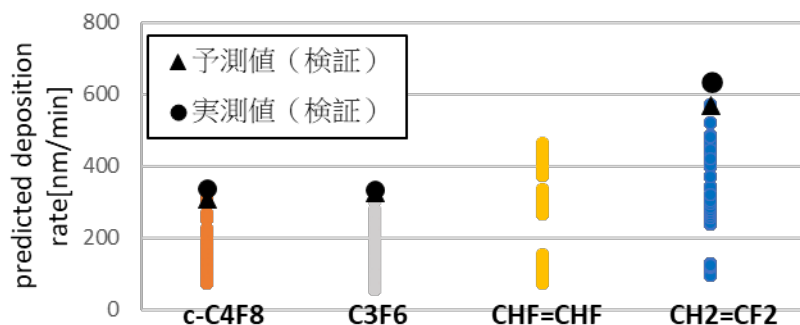 predicted deposition
rate[nm/min]
800
600
400
200
0
▲予測値（検証）
●実測値（検証）
c-C4F8 C3F6 CHF=CHF CH2=CF2